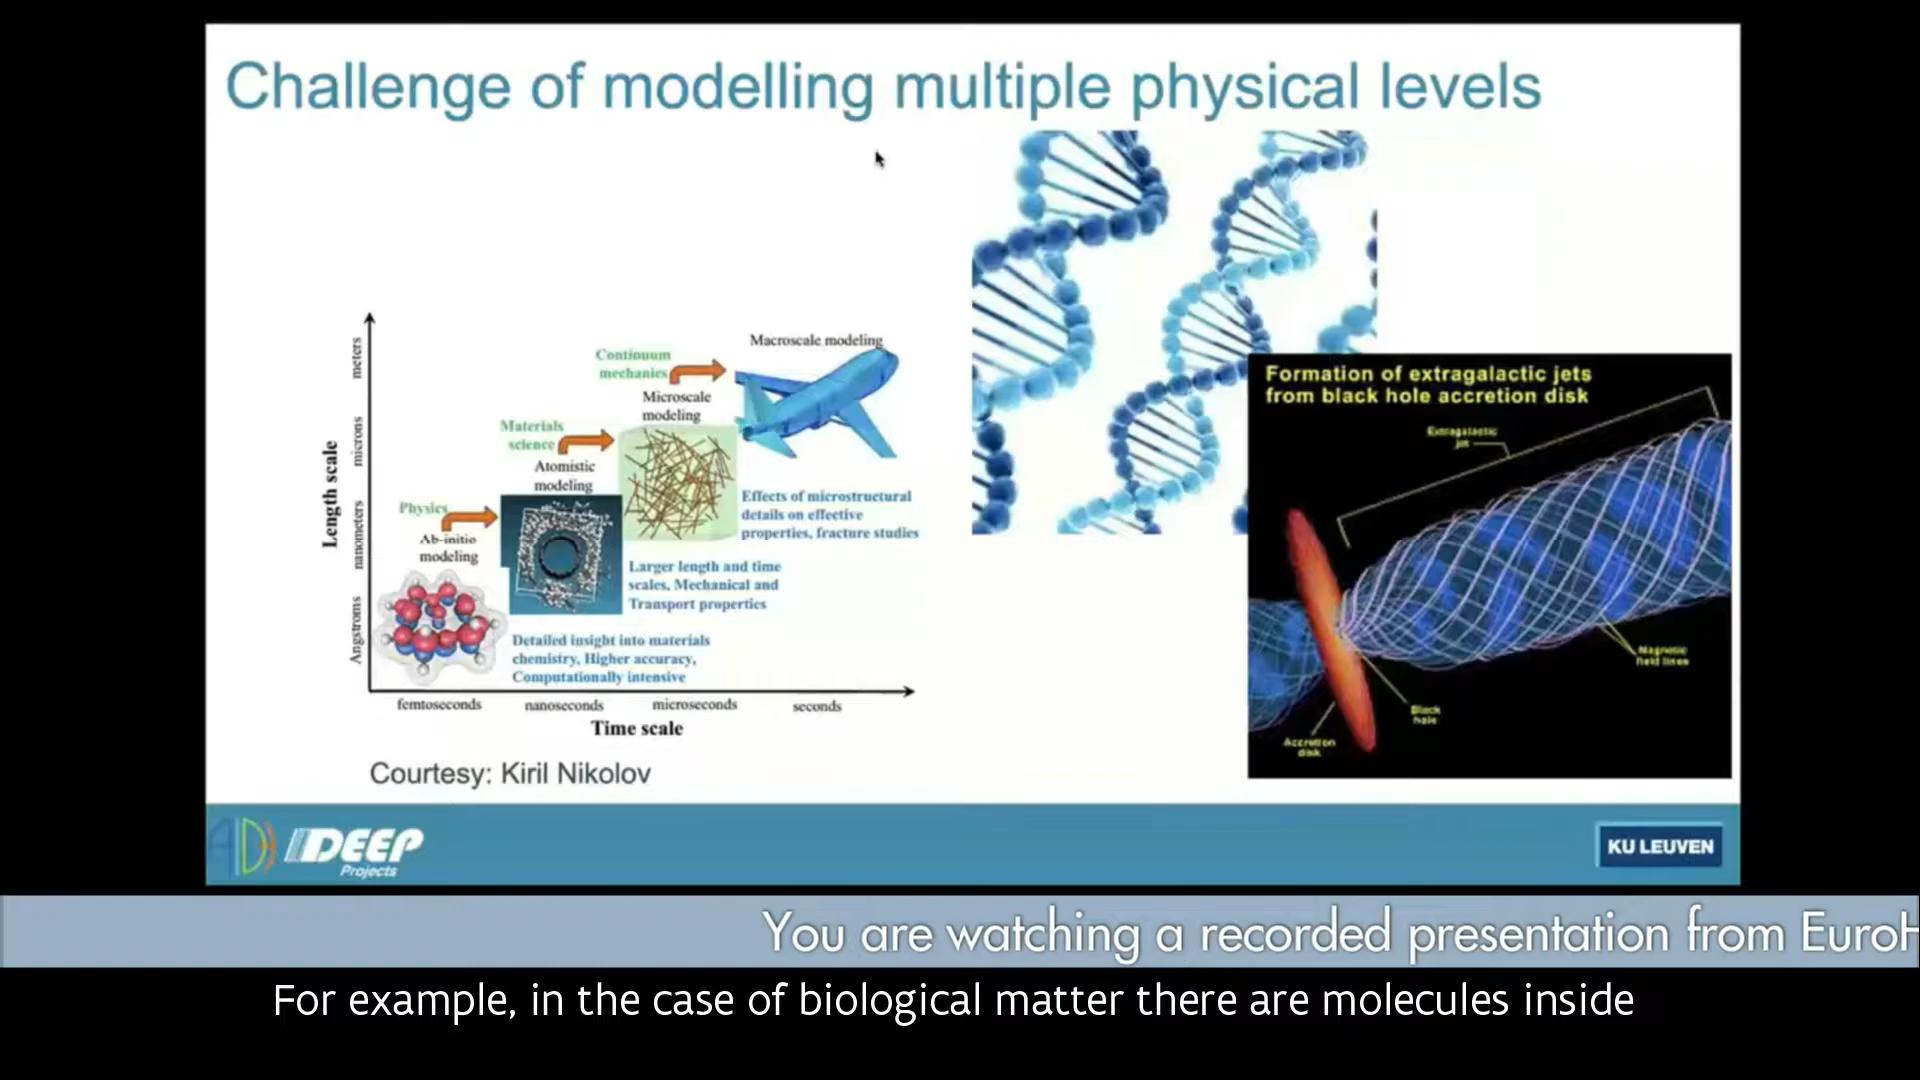 Challenge of modelling multiple physical levels
Length scale
meters
microns
nanometers
Angstroms
Macroscale modeling
Continuum
mechanics
Microscale
modeling
Materials
science
Atomistic
modeling
Physics
Ab-initio
modeling
Effects of microstructural
details on effective
properties, fracture studies
Larger length and time
scales, Mechanical and
Transport properties
Detailed insight into materials
chemistry, Higher accuracy,
Computationally intensive
femtoseconds nanoseconds microseconds seconds
Time scale
Courtesy: Kiril Nikolov
Formation of extragalactic jets
from black hole accretion disk
Extragalactic
jet
Magnetic
field lines
Black
hole
Accretion
disk
DEEP
Projects
KU LEUVEN
You are watching a recorded presentation from EuroH
For example, in the case of biological matter there are molecules inside